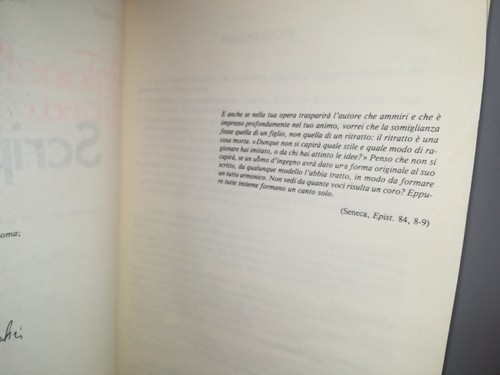 E anche se nella tua opera trasparirà l'autore che ammiri e che è
impresso profondamente nel tuo animo, vorrei che la somiglianza
fosse quella di un figlio, non quella di un ritratto: il ritratto è una
cosa morta. «Dunque non si capirà quale stile e quale modo di ra-
gionare hai imitato, o da chi hai attinto le idee?» Penso che non si
capirà, se un uomo d'ingegno avrà dato una forma originale al suo
scritto, da qualunque modello l'abbia tratto, in modo da formare
un tutto armonico. Non vedi da quante voci risulta un coro? Eppu-
re tutte insieme formano un canto solo.
(Seneca, Epist. 84, 8-9)
oma;
Scrip